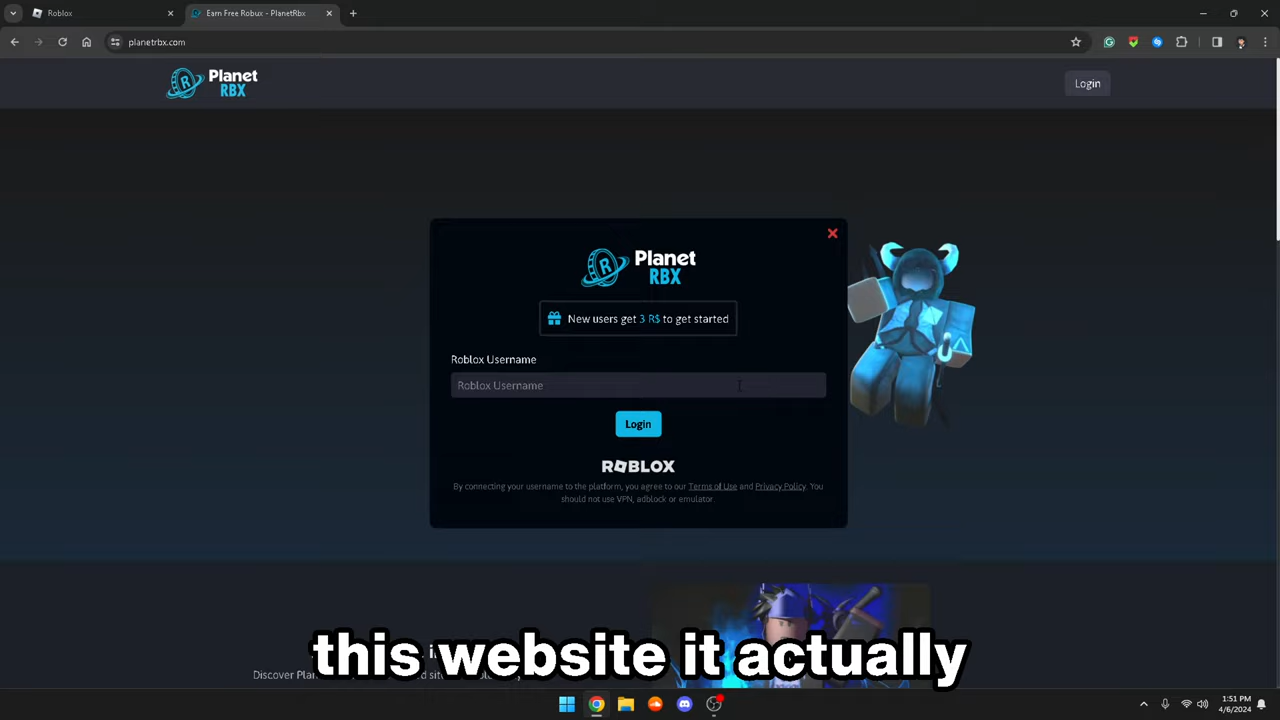 Roblox
Earn Free Robux - PlanetRbx
planetrbx.com
Planet
RBX
Login
Planet
RBX
New users get 3 R$ to get started
Roblox Username
Roblox Username
Login
ROBLOX
By connecting your username to the platform, you agree to our Terms of Use and Privacy Policy. You
should not use VPN, adblock or emulator.
this website it actually
Discover Plan
1:51 PM
4/6/2024